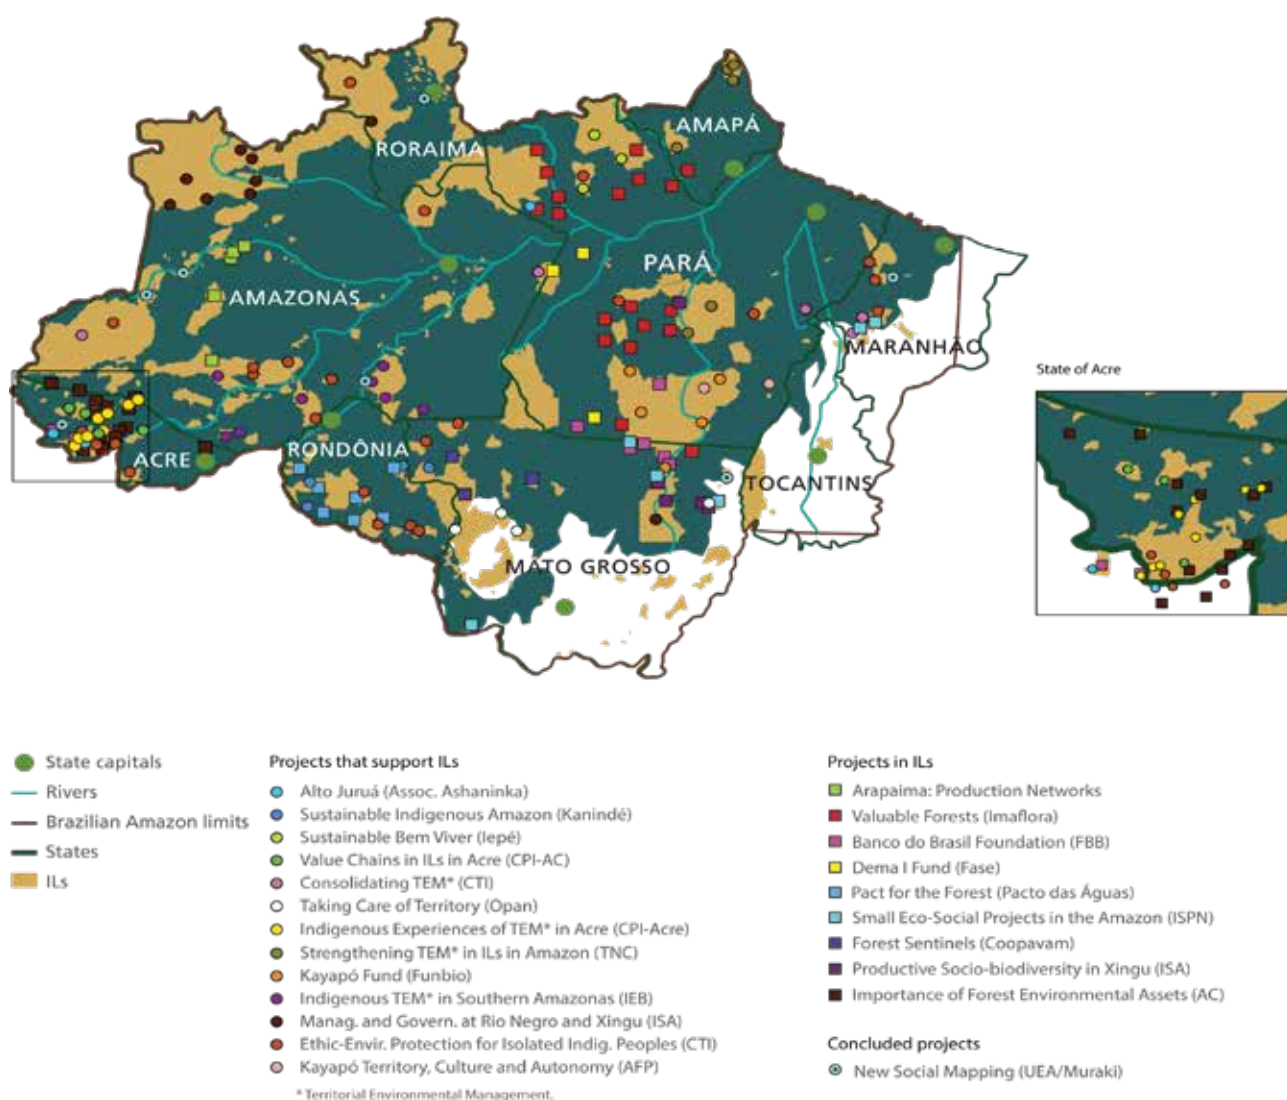 RORAIMA
AMAPÁ
AMAZONAS
PARÁ
MARANHÃO
ACRE
RONDÔNIA
TOCANTINS
MATO GROSSO
State of Acre
State capitals
Rivers
Brazilian Amazon limits
States
ILs
Projects that support ILs
Alto Juruá (Assoc. Ashaninka)
Sustainable Indigenous Amazon (Kanindé)
Sustainable Bem Viver (Iepé)
Value Chains in ILs in Acre (CPI-AC)
Consolidating TEM* (CTI)
Taking Care of Territory (Opan)
Indigenous Experiences of TEM* in Acre (CPI-Acre)
Strengthening TEM* in ILs in Amazon (TNC)
Kayapó Fund (Funbio)
Indigenous TEM* in Southern Amazonas (IEB)
Manag. and Govern. at Rio Negro and Xingu (ISA)
Ethic-Envir. Protection for Isolated Indig. Peoples (CTI)
Kayapó Territory, Culture and Autonomy (AFP)
* Territorial Environmental Management.
Projects in ILs
Arapaima: Production Networks
Valuable Forests (Imaflora)
Banco do Brasil Foundation (FBB)
Dema I Fund (Fase)
Pact for the Forest (Pacto das Águas)
Small Eco-Social Projects in the Amazon (ISPN)
Forest Sentinels (Coopavam)
Productive Socio-biodiversity in Xingu (ISA)
Importance of Forest Environmental Assets (AC)
Concluded projects
New Social Mapping (UEA/Muraki)